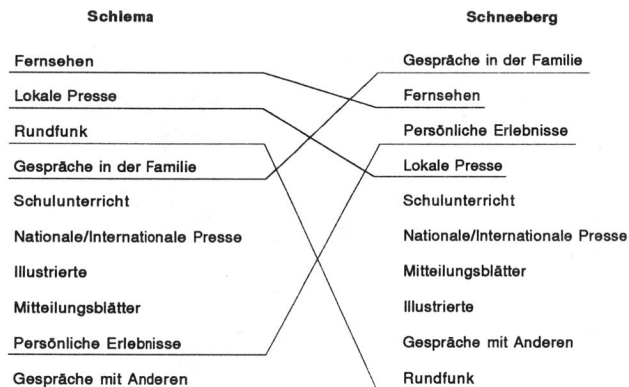 Schlema
Schneeberg
Fernsehen
Lokale Presse
Rundfunk
Gespräche in der Familie
Schulunterricht
Nationale/Internationale Presse
Illustrierte
Mitteilungsblätter
Persönliche Erlebnisse
Gespräche mit Anderen
Gespräche in der Familie
Fernsehen
Persönliche Erlebnisse
Lokale Presse
Schulunterricht
Nationale/Internationale Presse
Mitteilungsblätter
Illustrierte
Gespräche mit Anderen
Rundfunk